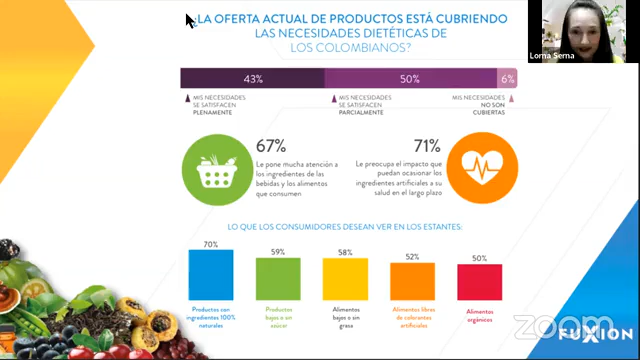 ¿LA OFERTA ACTUAL DE PRODUCTOS ESTÁ CUBRIENDO
LAS NECESIDADES DIETÉTICAS DE
LOS COLOMBIANOS?
Lorna Serna
43%
50%
6%
MIS NECESIDADES
SE SATISFACEN
PLENAMENTE
MIS NECESIDADES
SE SATISFACEN
PARCIALMENTE
MIS NECESIDADES
NO SON
CUBIERTAS
67%
Le pone mucha atención a
los ingredientes de las
bebidas y los alimentos
que consumen
71%
Le preocupa el impacto que
puedan ocasionar los
ingredientes artificiales a su
salud en el largo plazo
LO QUE LOS CONSUMIDORES DESEAN VER EN LOS ESTANTES:
70%
59%
58%
52%
50%
Productos con
ingredientes 100%
naturales
Productos
bajos o sin
azúcar
Alimentos
bajos o sin
grasa
Alimentos libres
de colorantes
artificiales
Alimentos
orgánicos
zoom
FUXION